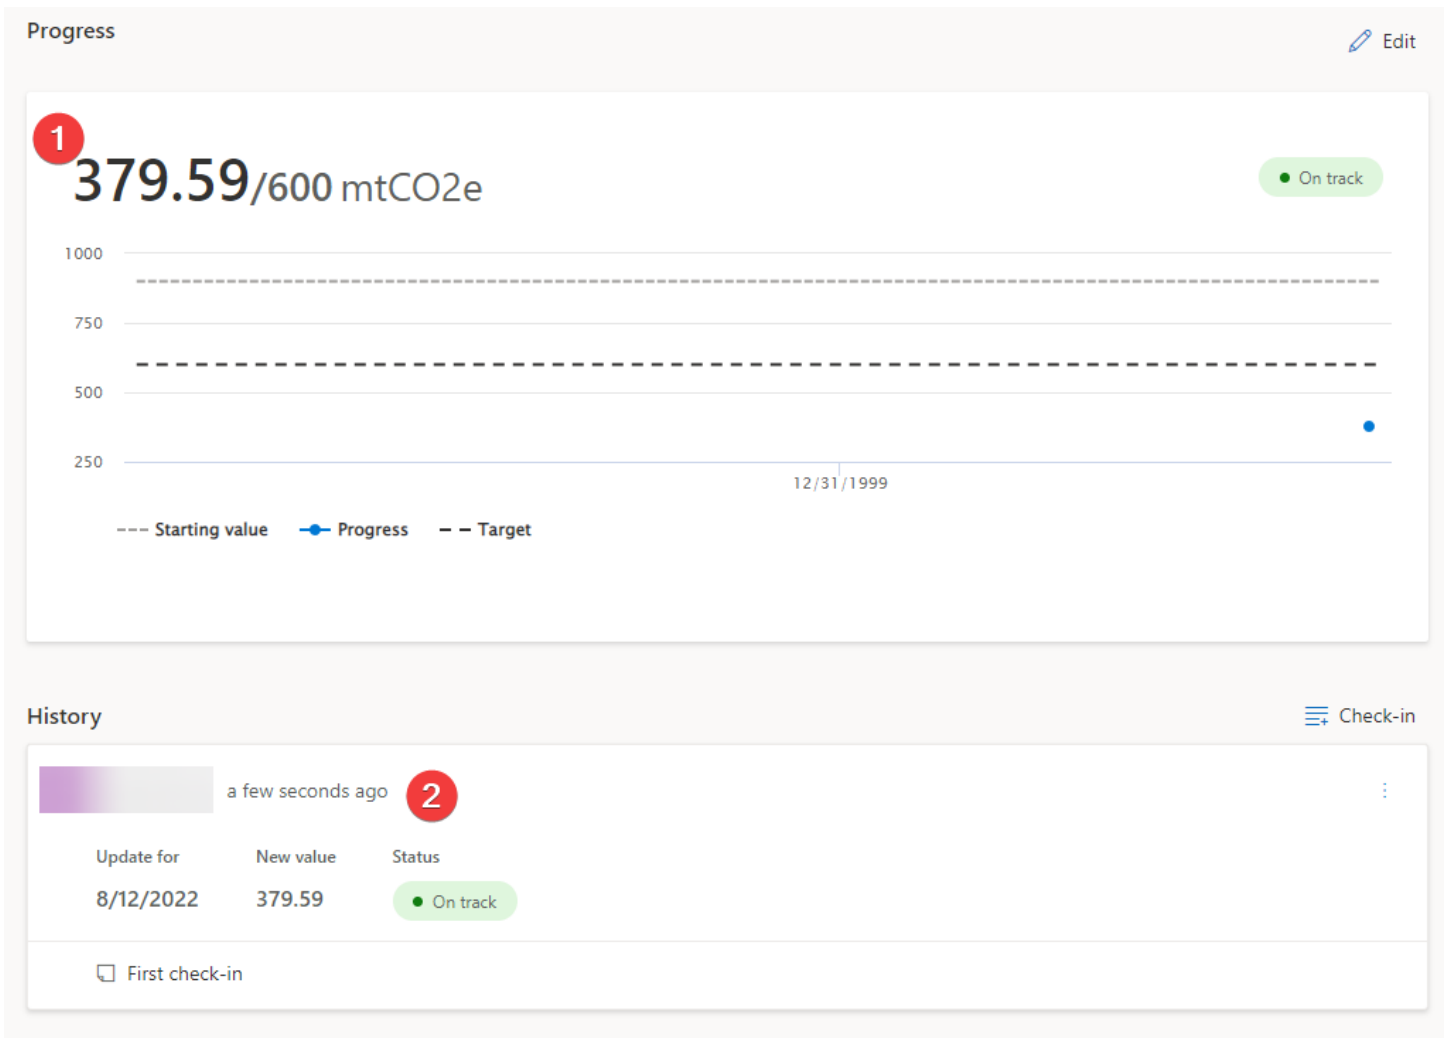 Progress
Edit
1
379.59/600 mtCO2e
On track
1000
750
500
250
12/31/1999
Starting value Progress Target
History
Check-in
a few seconds ago 2
Update for New value Status
8/12/2022 379.59 On track
First check-in